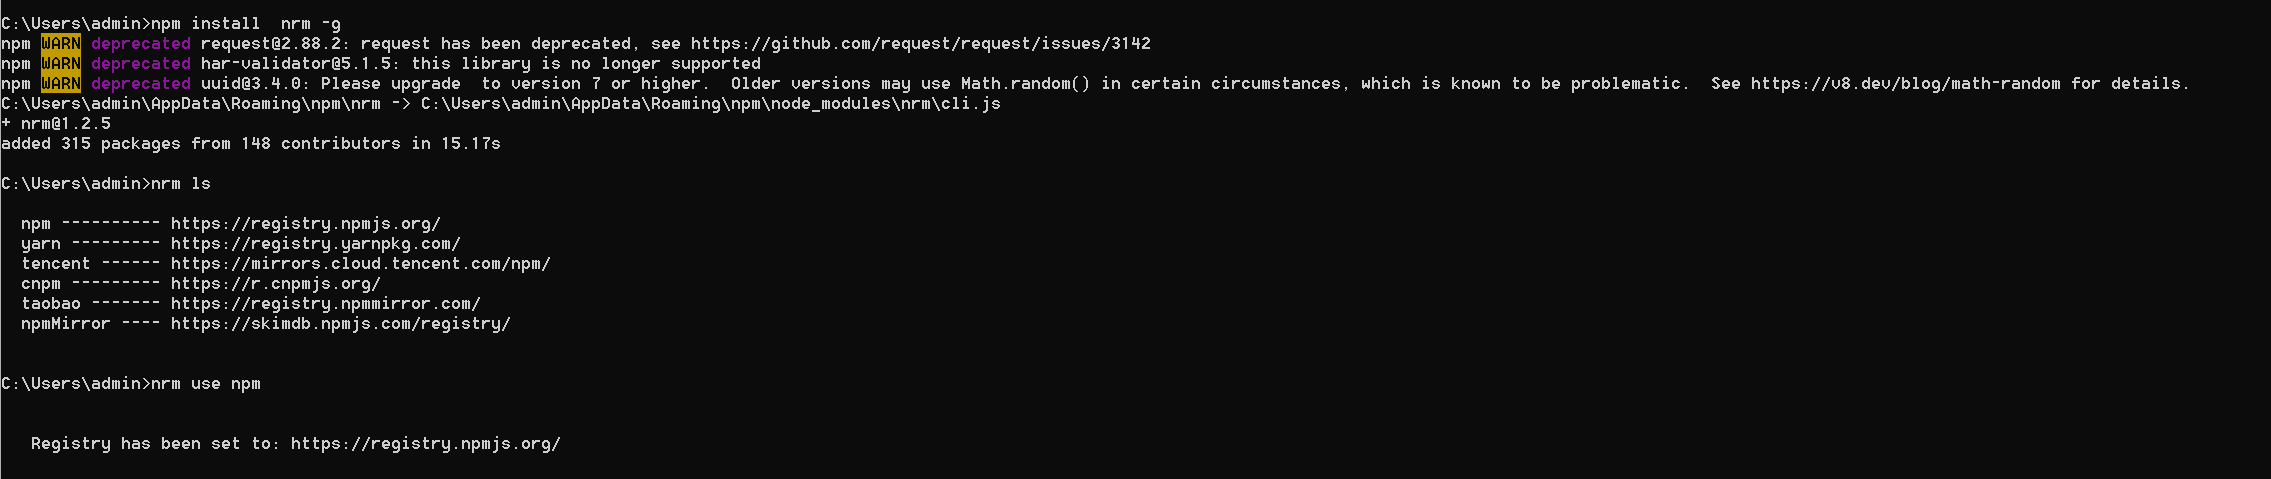 C:\Users\admin>npm install  nrm -g
npm WARN deprecated request@2.88.2: request has been deprecated, see https://github.com/request/request/issues/3142
npm WARN deprecated har-validator@5.1.5: this library is no longer supported
npm WARN deprecated uuid@3.4.0: Please upgrade  to version 7 or higher.  Older versions may use Math.random() in certain circumstances, which is known to be problematic.  See https://v8.dev/blog/math-random for details.
C:\Users\admin\AppData\Roaming\npm\nrm -> C:\Users\admin\AppData\Roaming\npm\node_modules\nrm\cli.js
+ nrm@1.2.5
added 315 packages from 148 contributors in 15.17s
C:\Users\admin>nrm ls
npm ---------- https://registry.npmjs.org/
yarn --------- https://registry.yarnpkg.com/
tencent ------ https://mirrors.cloud.tencent.com/npm/
cnpm --------- https://r.cnpmjs.org/
taobao ------- https://registry.npmmirror.com/
npmMirror ---- https://skimdb.npmjs.com/registry/
C:\Users\admin>nrm use npm
Registry has been set to: https://registry.npmjs.org/